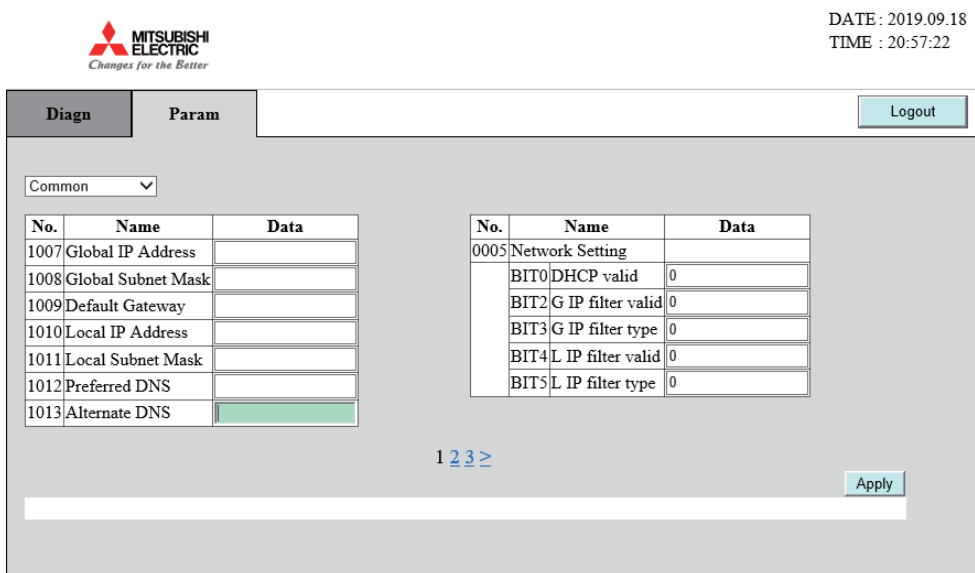 DATE : 2019.09.18
TIME : 20:57:22
MITSUBISHI
ELECTRIC
Changes for the Better
Diagn
Param
Logout
Common
No. Name Data
1007 Global IP Address
1008 Global Subnet Mask
1009 Default Gateway
1010 Local IP Address
1011 Local Subnet Mask
1012 Preferred DNS
1013 Alternate DNS
No. Name Data
0005 Network Setting
BIT0 DHCP valid 0
BIT2 G IP filter valid 0
BIT3 G IP filter type 0
BIT4 L IP filter valid 0
BIT5 L IP filter type 0
1 2 3 >
Apply